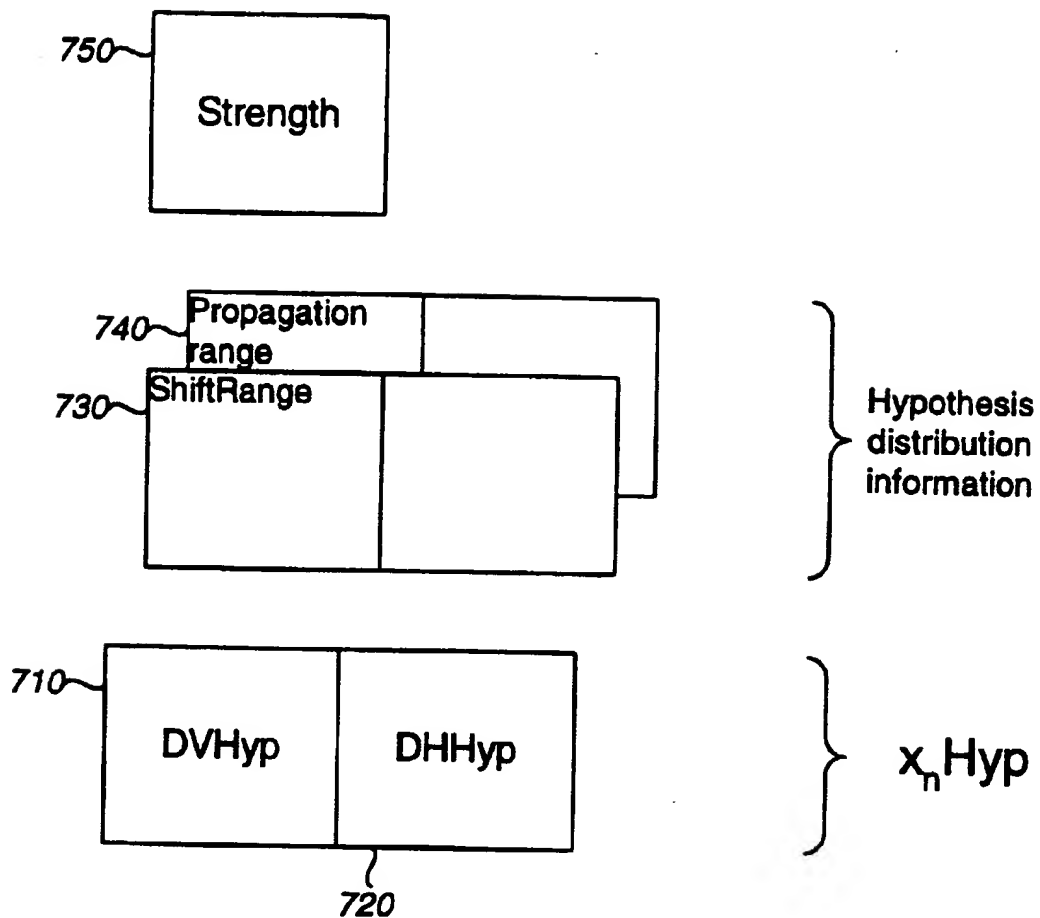 750
Strength
740
Propagation
range
730
ShiftRange
Hypothesis
distribution
information
710
DVHyp
DHHyp
xnHyp
720